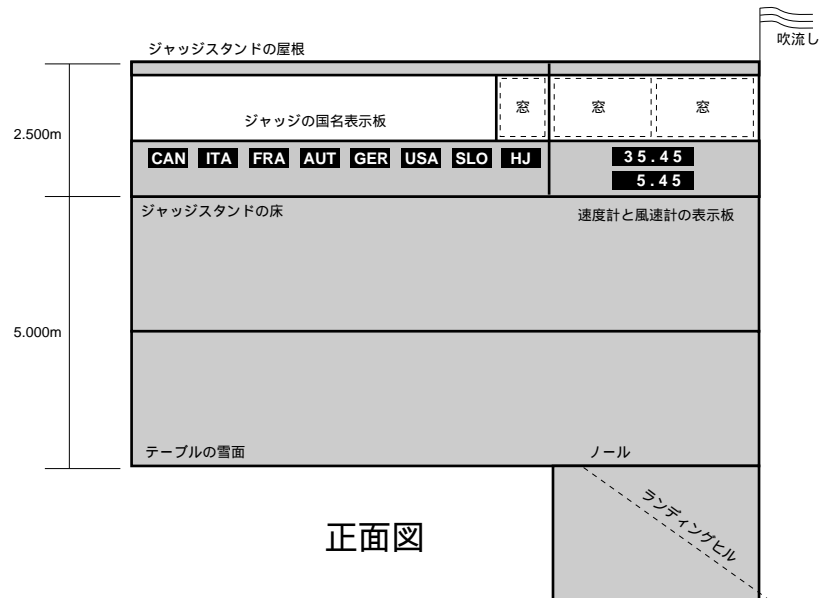 吹流し
ジャッジスタンドの屋根
2.500m
ジャッジの国名表示板
窓 窓 窓
CAN ITA FRA AUT GER USA SLO HJ
35.45
5.45
ジャッジスタンドの床
速度計と風速計の表示板
5.000m
テーブルの雪面
ノール
ランディングヒル
正面図